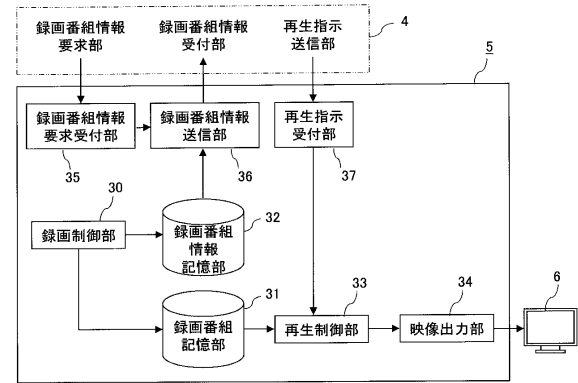 録画番組情報
要求部
録画番組情報
受付部
再生指示
送信部
4
5
録画番組情報
要求受付部
35
録画番組情報
送信部
36
再生指示
受付部
37
30
録画制御部
録画番組
情報
記憶部
32
録画番組
記憶部
31
33
再生制御部
34
映像出力部
6